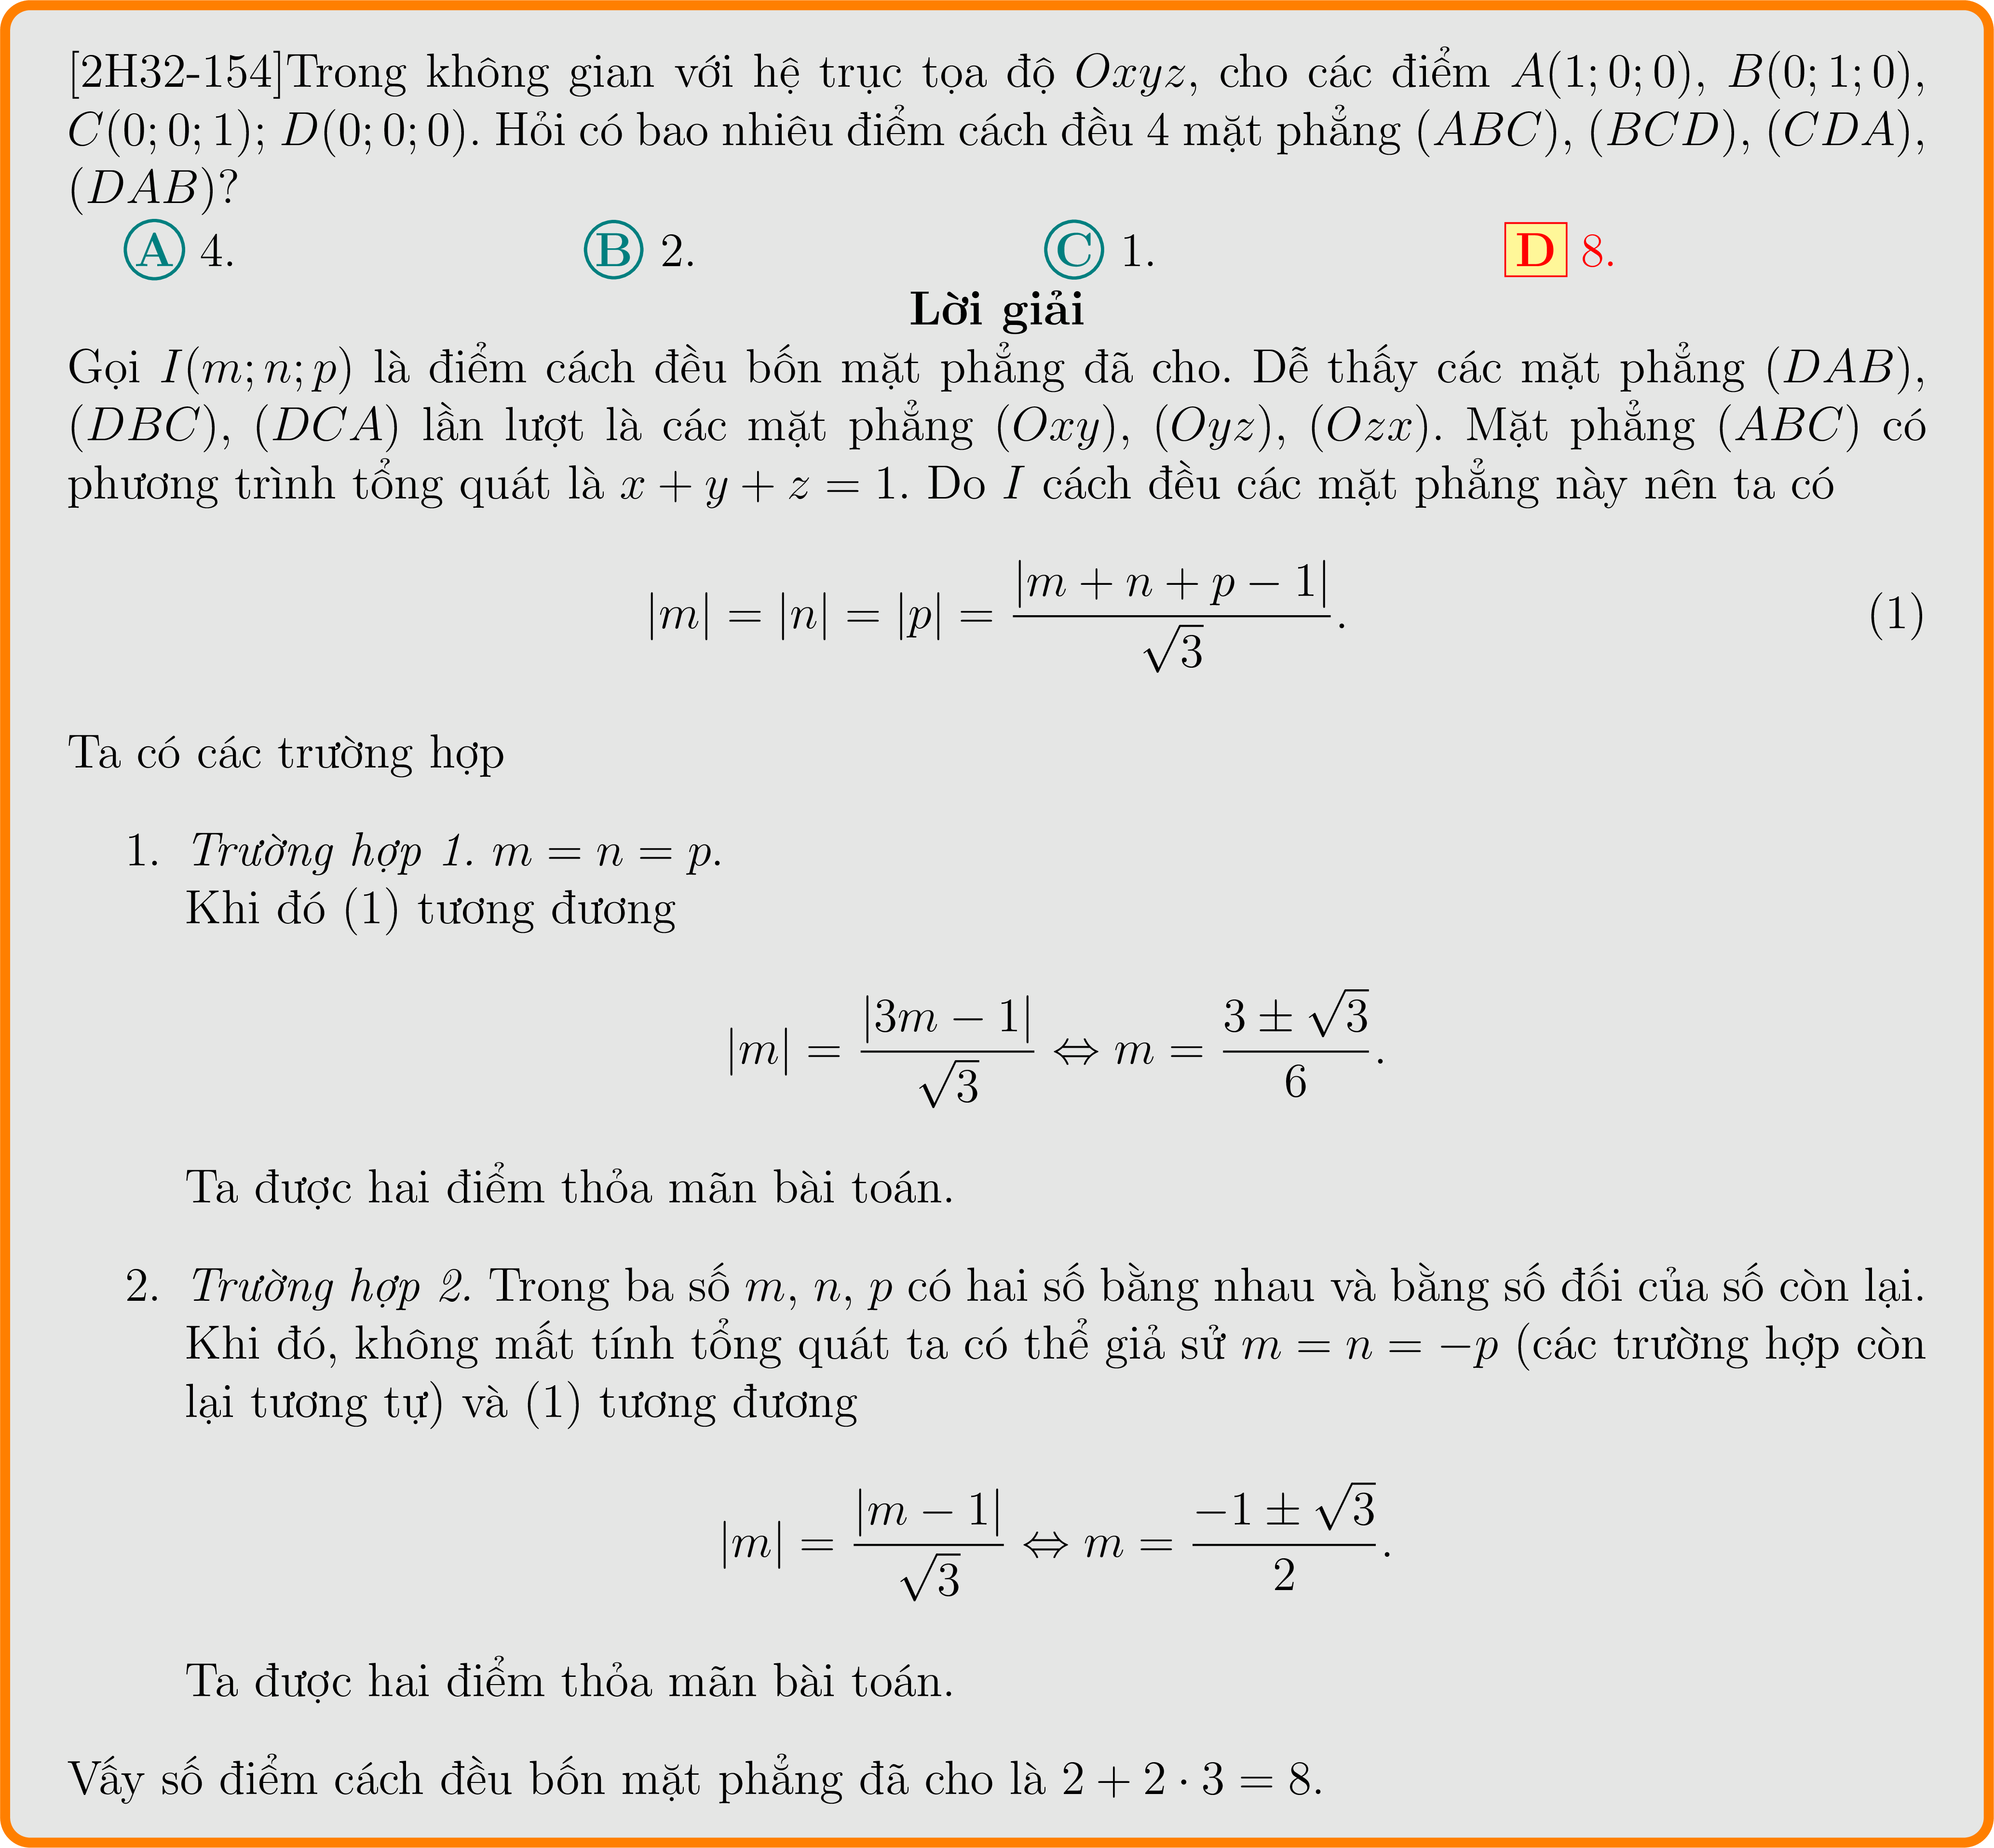 [2H32-154]Trong không gian với hệ trục tọa độ Oxyz, cho các điểm A(1; 0; 0), B(0; 1; 0),
C(0; 0; 1); D(0; 0; 0). Hỏi có bao nhiêu điểm cách đều 4 mặt phẳng (ABC), (BCD), (CDA),
(DAB)?
A 4. B 2. C 1. D 8.
Lời giải
Gọi I(m; n; p) là điểm cách đều bốn mặt phẳng đã cho. Dễ thấy các mặt phẳng (DAB),
(DBC), (DCA) lần lượt là các mặt phẳng (Oxy), (Oyz), (Ozx). Mặt phẳng (ABC) có
phương trình tổng quát là x + y + z = 1. Do I cách đều các mặt phẳng này nên ta có
|m| = |n| = |p| = \frac{|m + n + p − 1|}{\sqrt{3}}. (1)
Ta có các trường hợp
1. Trường hợp 1. m = n = p.
Khi đó (1) tương đương
|m| = \frac{|3m − 1|}{\sqrt{3}} ⇔ m = \frac{3 ± \sqrt{3}}{6}.
Ta được hai điểm thỏa mãn bài toán.
2. Trường hợp 2. Trong ba số m, n, p có hai số bằng nhau và bằng số đối của số còn lại.
Khi đó, không mất tính tổng quát ta có thể giả sử m = n = −p (các trường hợp còn
lại tương tự) và (1) tương đương
|m| = \frac{|m − 1|}{\sqrt{3}} ⇔ m = \frac{−1 ± \sqrt{3}}{2}.
Ta được hai điểm thỏa mãn bài toán.
Vấy số điểm cách đều bốn mặt phẳng đã cho là 2 + 2 · 3 = 8.